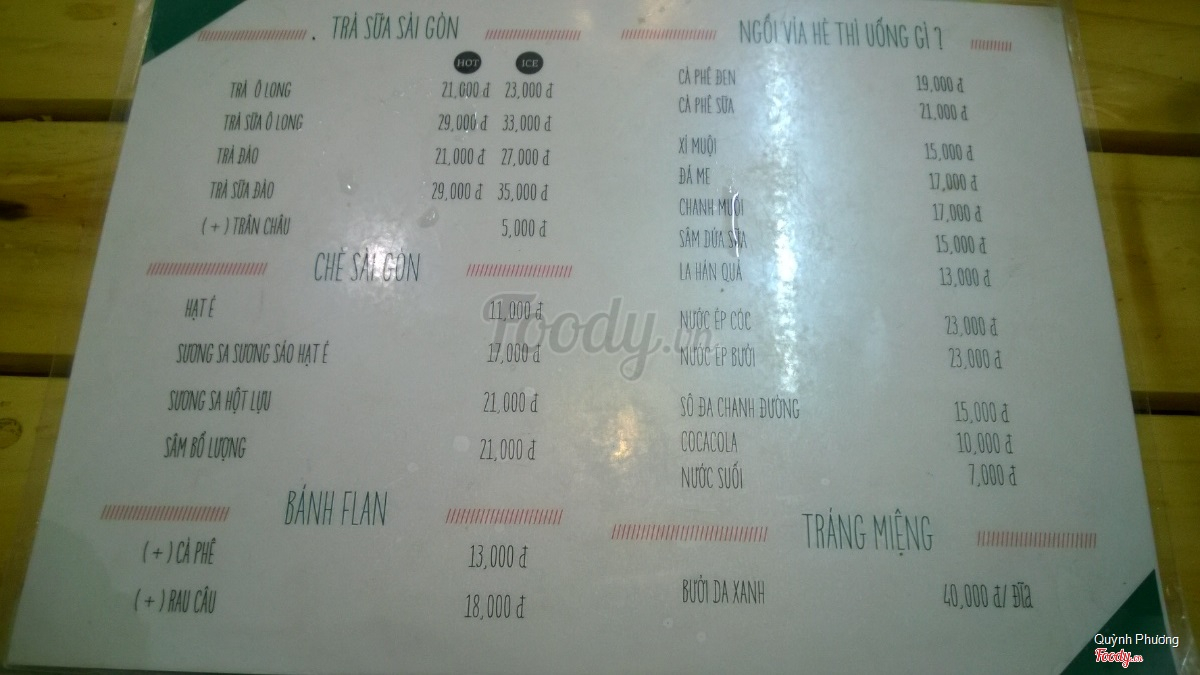 TRÀ SỮA SÀI GÒN
HOT ICE
TRÀ Ô LONG 21,000 đ 23,000 đ
TRÀ SỮA Ô LONG 29,000 đ 33,000 đ
TRÀ ĐÀO 21,000 đ 27,000 đ
TRÀ SỮA ĐÀO 29,000 đ 35,000 đ
(+) TRÂN CHÂU 5,000 đ
CHÈ SÀI GÒN
HẠT É 11,000 đ
SƯƠNG SA SƯƠNG SÁO HẠT É 17,000 đ
SƯƠNG SA HỘT LỰU 21,000 đ
SÂM BỔ LƯỢNG 21,000 đ
BÁNH FLAN
(+) CÀ PHÊ 13,000 đ
(+) RAU CÂU 18,000 đ
NGỒI VỈA HÈ THÌ UỐNG GÌ ?
CÀ PHÊ ĐEN 19,000 đ
CÀ PHÊ SỮA 21,000 đ
XÍ MUỘI 15,000 đ
ĐÁ ME 17,000 đ
CHANH MUỐI 17,000 đ
SÂM DỨA SỮA 15,000 đ
LA HÁN QUẢ 13,000 đ
NƯỚC ÉP CÓC 23,000 đ
NƯỚC ÉP BƯỞI 23,000 đ
SÔ ĐA CHANH ĐƯỜNG 15,000 đ
COCACOLA 10,000 đ
NƯỚC SUỐI 7,000 đ
TRÁNG MIỆNG
BƯỞI DA XANH 40,000 đ/ Đĩa
Foody.vn
Quỳnh Phương
Foody.vn